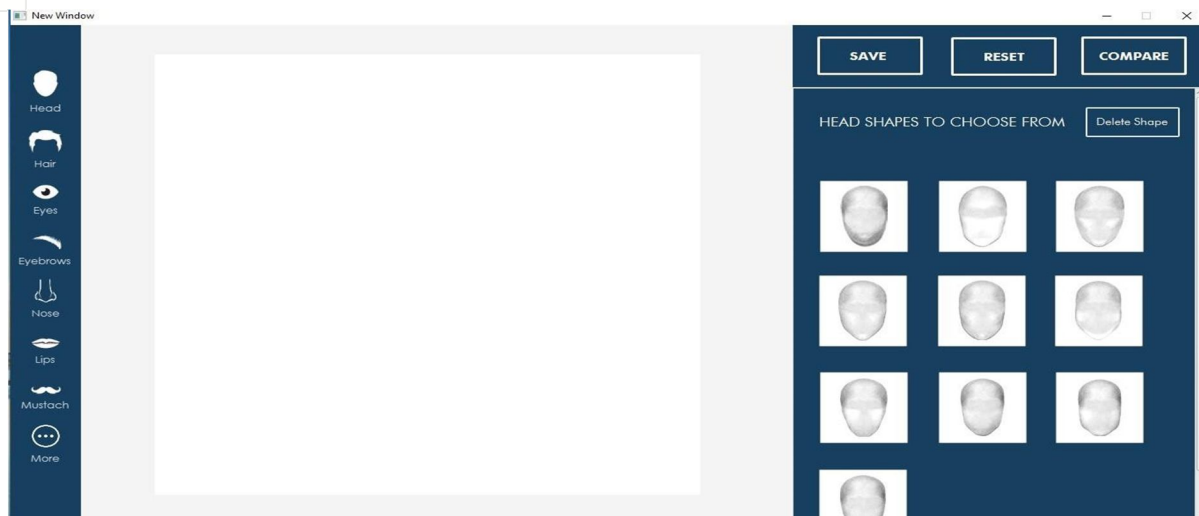 New Window
Head
Hair
Eyes
Eyebrows
Nose
Lips
Mustach
More
SAVE
RESET
COMPARE
HEAD SHAPES TO CHOOSE FROM
Delete Shape